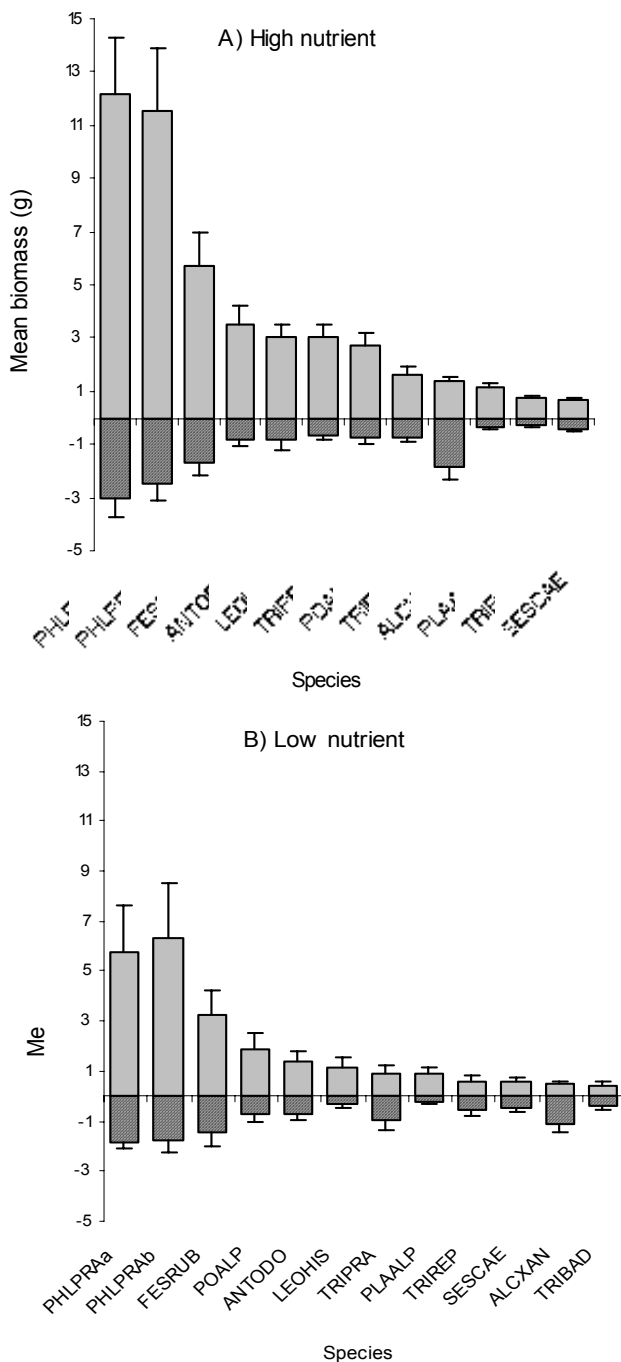 A) High nutrient
15
13
11
9
7
5
3
1
-1
-3
-5
Mean biomass (g)
FES
SESCAE
Species
B) Low nutrient
15
13
11
9
7
5
3
1
-1
-3
-5
Me
PHLPRAa
PHLPRAb
FESRUB
POALP
ANTODO
LEOHIS
TRIPRA
PLAALP
TRIREP
SESCAE
ALCXAN
TRIBAD
Species